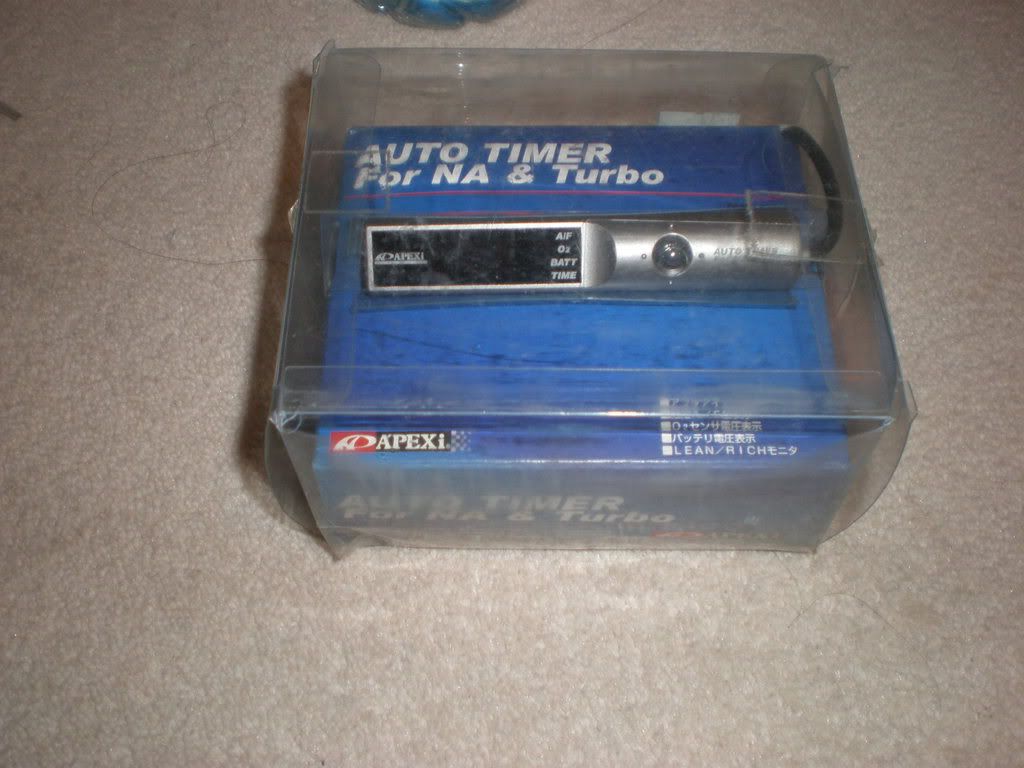 AUTO TIMER
For NA & Turbo
A/F
O₂
BATT
TIME
APEXi
AUTO TIMER
APEXi
■O₂センサ電圧表示
■バッテリ電圧表示
■LEAN/RICHモニタ
AUTO TIMER
For NA & Turbo